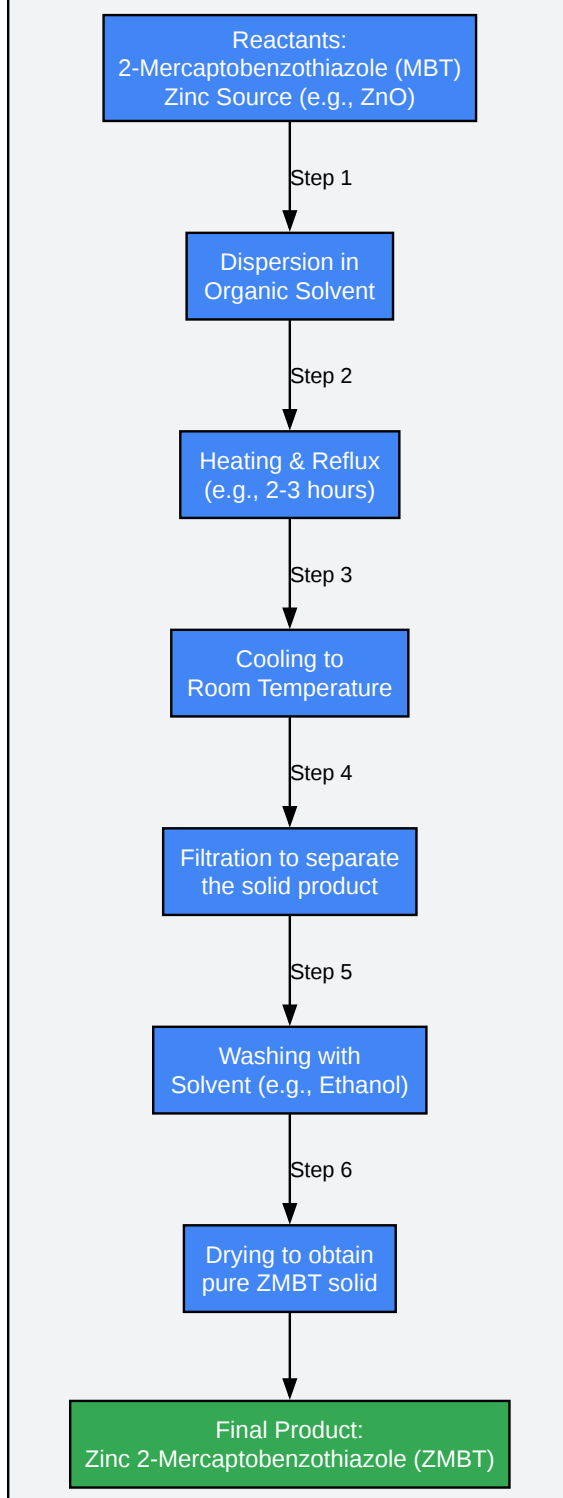 Reactants:
2-Mercaptobenzothiazole (MBT)
Zinc Source (e.g., ZnO)
Step 1
Dispersion in
Organic Solvent
Step 2
Heating & Reflux
(e.g., 2-3 hours)
Step 3
Cooling to
Room Temperature
Step 4
Filtration to separate
the solid product
Step 5
Washing with
Solvent (e.g., Ethanol)
Step 6
Drying to obtain
pure ZMBT solid
Final Product:
Zinc 2-Mercaptobenzothiazole (ZMBT)